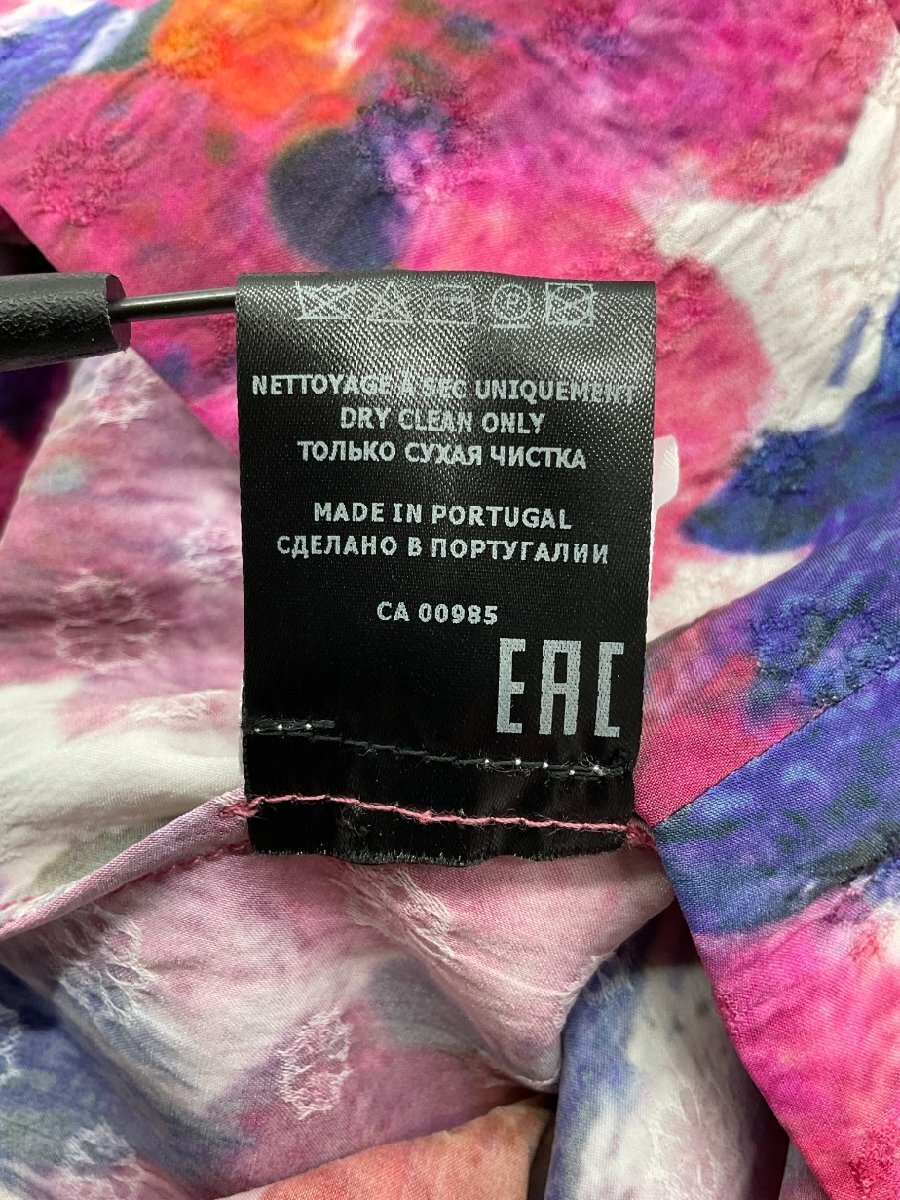 NETTOYAGE À SEC UNIQUEMENT
DRY CLEAN ONLY
ТОЛЬКО СУХАЯ ЧИСТКА
MADE IN PORTUGAL
СДЕЛАНО В ПОРТУГАЛИИ
CA 00985
EAC